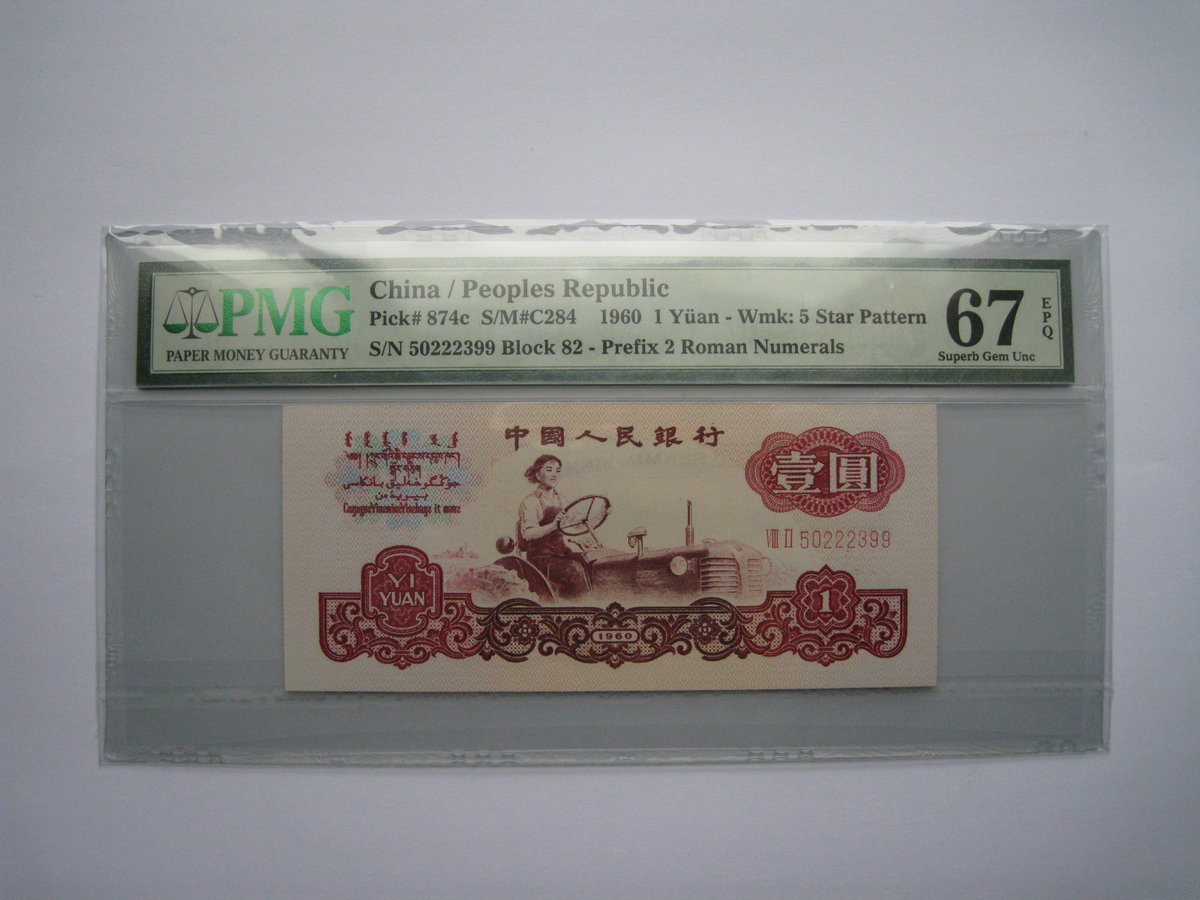 PMG
PAPER MONEY GUARANTY
China / Peoples Republic
Pick# 874c S/M#C284 1960 1 Yüan - Wmk: 5 Star Pattern
S/N 50222399 Block 82 - Prefix 2 Roman Numerals
67
EPQ
Superb Gem Unc
中國人民銀行
壹圓
VIII II 50222399
YI
YUAN
1960
1